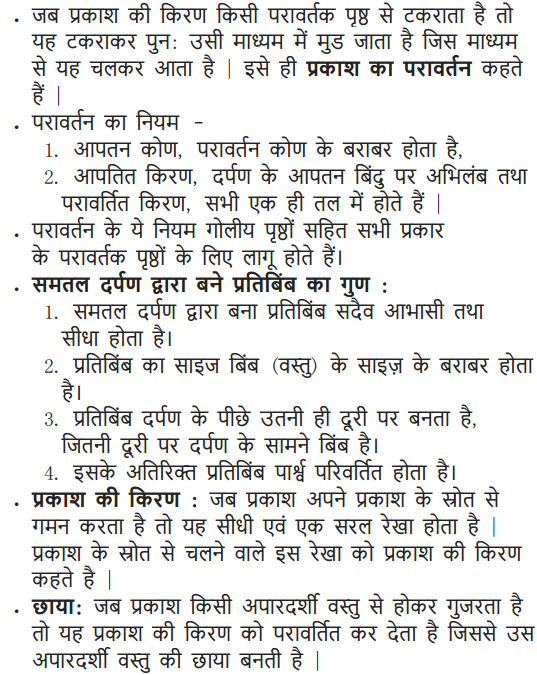 • जब प्रकाश की किरण किसी परावर्तक पृष्ठ से टकराता है तो
यह टकराकर पुन: उसी माध्यम में मुड जाता है जिस माध्यम
से यह चलकर आता है | इसे ही प्रकाश का परावर्तन कहते
हैं |
• परावर्तन का नियम -
1. आपतन कोण, परावर्तन कोण के बराबर होता है,
2. आपतित किरण, दर्पण के आपतन बिंदु पर अभिलंब तथा
परावर्तित किरण, सभी एक ही तल में होते हैं |
• परावर्तन के ये नियम गोलीय पृष्ठों सहित सभी प्रकार
के परावर्तक पृष्ठों के लिए लागू होते हैं।
• समतल दर्पण द्वारा बने प्रतिबिंब का गुण :
1. समतल दर्पण द्वारा बना प्रतिबिंब सदैव आभासी तथा
सीधा होता है।
2. प्रतिबिंब का साइज बिंब (वस्तु) के साइज़ के बराबर होता
है।
3. प्रतिबिंब दर्पण के पीछे उतनी ही दूरी पर बनता है,
जितनी दूरी पर दर्पण के सामने बिंब है।
4. इसके अतिरिक्त प्रतिबिंब पार्श्व परिवर्तित होता है।
• प्रकाश की किरण : जब प्रकाश अपने प्रकाश के स्रोत से
गमन करता है तो यह सीधी एवं एक सरल रेखा होता है |
प्रकाश के स्रोत से चलने वाले इस रेखा को प्रकाश की किरण
कहते है |
• छाया: जब प्रकाश किसी अपारदर्शी वस्तु से होकर गुजरता है
तो यह प्रकाश की किरण को परावर्तित कर देता है जिससे उस
अपारदर्शी वस्तु की छाया बनती है |